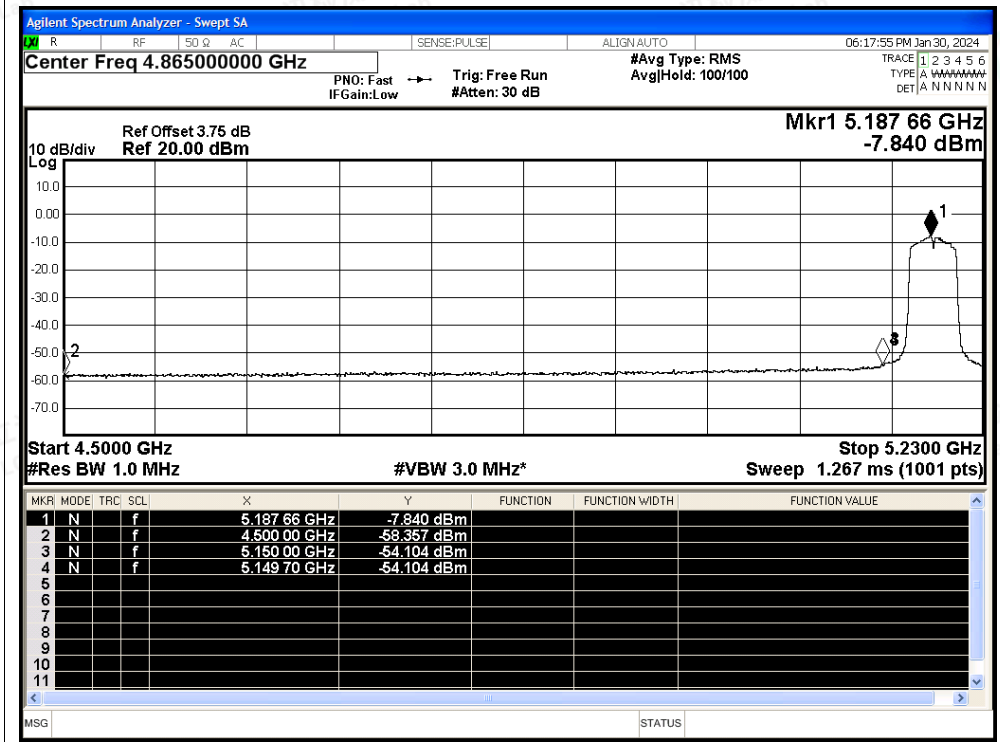 Agilent Spectrum Analyzer - Swept SA
LXI R RF 50 Ω AC SENSE:PULSE ALIGN AUTO 06:17:55 PM Jan 30, 2024
Center Freq 4.865000000 GHz #Avg Type: RMS TRACE 1 2 3 4 5 6
PNO: Fast Trig: Free Run Avg|Hold: 100/100 TYPE A WWWWW
IFGain:Low #Atten: 30 dB DET A N N N N N
Mkr1 5.187 66 GHz
Ref Offset 3.75 dB
10 dB/div Ref 20.00 dBm -7.840 dBm
Log
10.0
0.00
1
-10.0
-20.0
-30.0
-40.0
3
-50.0
2
-60.0
-70.0
Start 4.5000 GHz Stop 5.2300 GHz
#Res BW 1.0 MHz #VBW 3.0 MHz* Sweep 1.267 ms (1001 pts)
MKR MODE TRC SCL X Y FUNCTION FUNCTION WIDTH FUNCTION VALUE
1 N f 5.187 66 GHz -7.840 dBm
2 N f 4.500 00 GHz -58.357 dBm
3 N f 5.150 00 GHz -54.104 dBm
4 N f 5.149 70 GHz -54.104 dBm
5
6
7
8
9
10
11
MSG STATUS